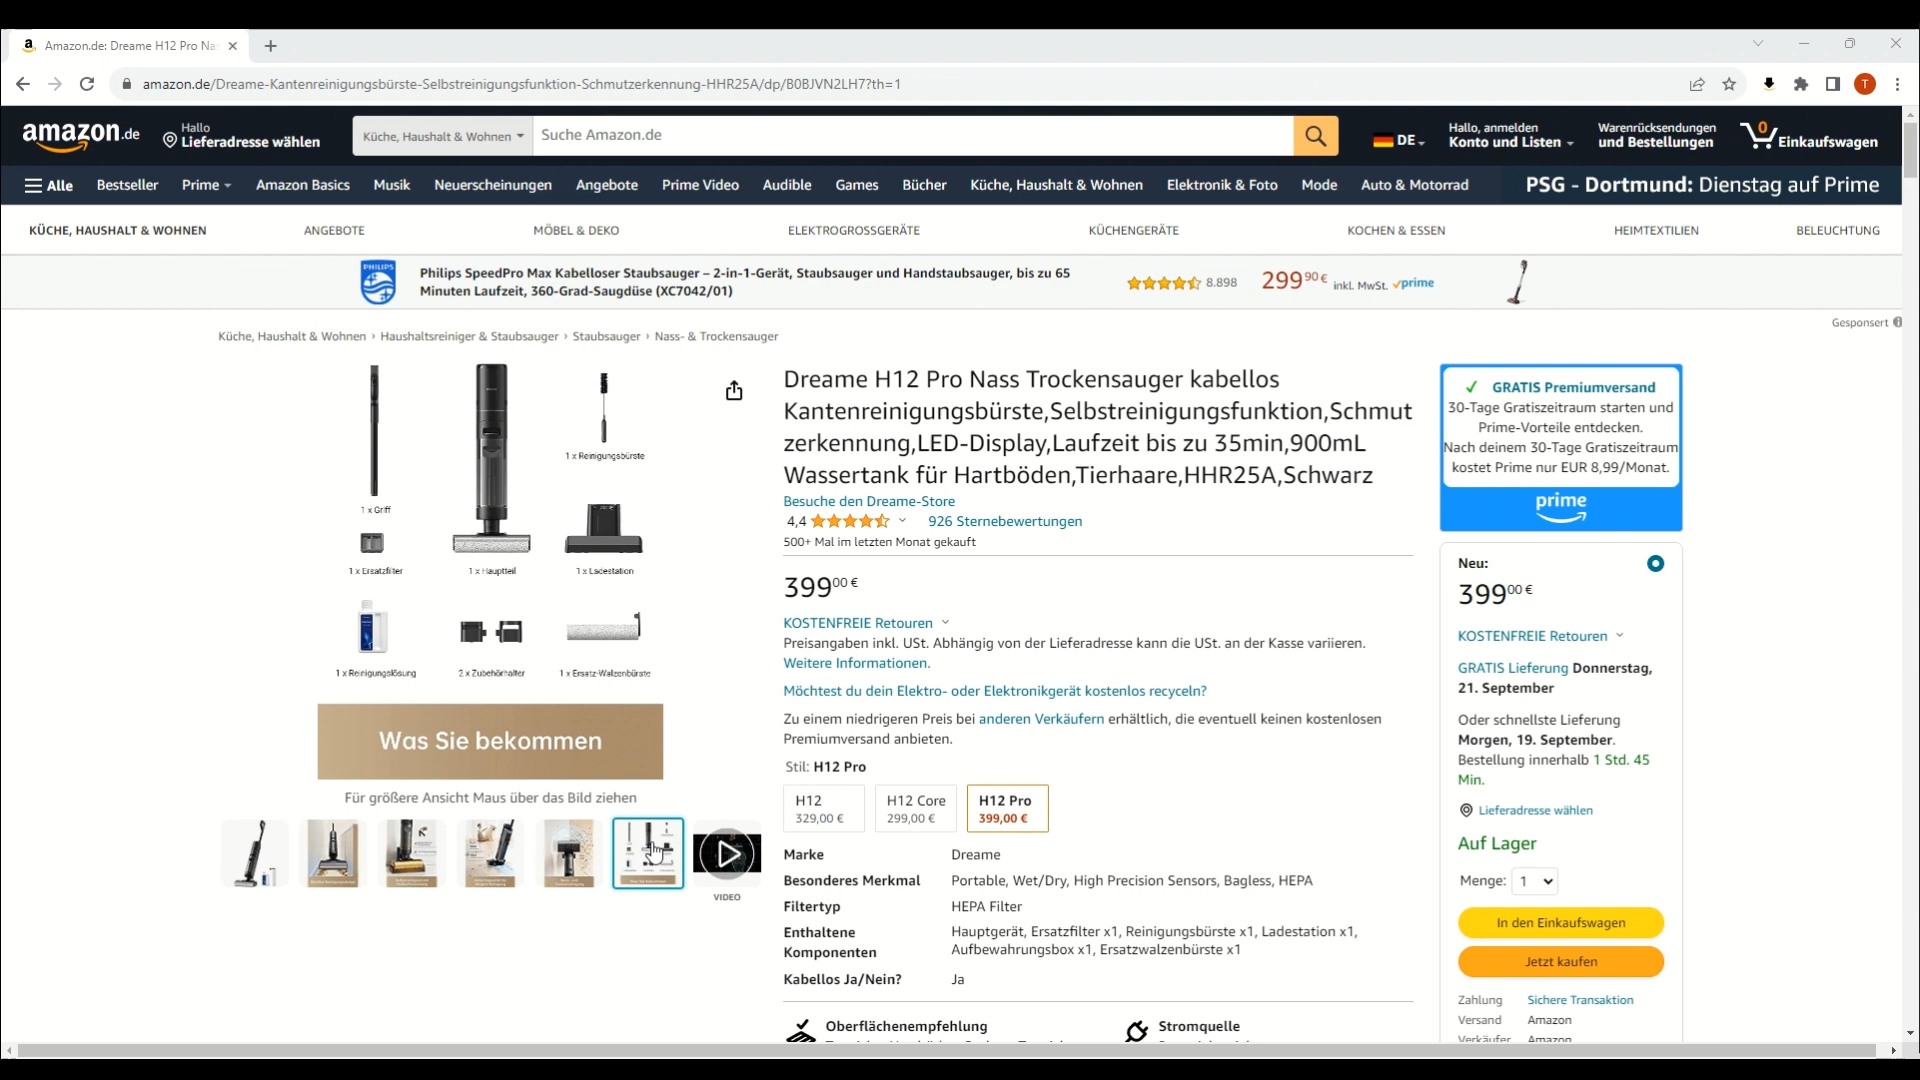 Amazon.de: Dreame H12 Pro Na
amazon.de/Dreame-Kantenreinigungsbürste-Selbstreinigungsfunktion-Schmutzerkennung-HHR25A/dp/B0BJVN2LH7?th=1
T
amazon.de
Hallo
Lieferadresse wählen
Küche, Haushalt & Wohnen
Suche Amazon.de
DE
Hallo, anmelden
Konto und Listen
Warenrücksendungen
und Bestellungen
0
Einkaufswagen
Alle
Bestseller
Prime
Amazon Basics
Musik
Neuerscheinungen
Angebote
Prime Video
Audible
Games
Bücher
Küche, Haushalt & Wohnen
Elektronik & Foto
Mode
Auto & Motorrad
PSG - Dortmund: Dienstag auf Prime
KÜCHE, HAUSHALT & WOHNEN
ANGEBOTE
MÖBEL & DEKO
ELEKTROGROSSGERÄTE
KÜCHENGERÄTE
KOCHEN & ESSEN
HEIMTEXTILIEN
BELEUCHTUNG
PHILIPS
Philips SpeedPro Max Kabelloser Staubsauger – 2-in-1-Gerät, Staubsauger und Handstaubsauger, bis zu 65
Minuten Laufzeit, 360-Grad-Saugdüse (XC7042/01)
8.898
299,90 € inkl. MwSt. prime
Gesponsert
Küche, Haushalt & Wohnen › Haushaltsreiniger & Staubsauger › Staubsauger › Nass- & Trockensauger
1 x Griff
1 x Reinigungsbürste
1 x Ersatzfilter
1 x Hauptteil
1 x Ladestation
1 x Reinigungslösung
2 x Zubehörhalter
1 x Ersatz-Walzenbürste
Was Sie bekommen
Für größere Ansicht Maus über das Bild ziehen
VIDEO
Dreame H12 Pro Nass Trockensauger kabellos
Kantenreinigungsbürste,Selbstreinigungsfunktion,Schmut
zerkennung,LED-Display,Laufzeit bis zu 35min,900mL
Wassertank für Hartböden,Tierhaare,HHR25A,Schwarz
Besuche den Dreame-Store
4,4
926 Sternebewertungen
500+ Mal im letzten Monat gekauft
399 00 €
KOSTENFREIE Retouren
Preisangaben inkl. USt. Abhängig von der Lieferadresse kann die USt. an der Kasse variieren.
Weitere Informationen.
Möchtest du dein Elektro- oder Elektronikgerät kostenlos recyceln?
Zu einem niedrigeren Preis bei anderen Verkäufern erhältlich, die eventuell keinen kostenlosen
Premiumversand anbieten.
Stil: H12 Pro
H12
329,00 €
H12 Core
299,00 €
H12 Pro
399,00 €
Marke Dreame
Besonderes Merkmal Portable, Wet/Dry, High Precision Sensors, Bagless, HEPA
Filtertyp HEPA Filter
Enthaltene
Komponenten
Hauptgerät, Ersatzfilter x1, Reinigungsbürste x1, Ladestation x1,
Aufbewahrungsbox x1, Ersatzwalzenbürste x1
Kabellos Ja/Nein? Ja
Oberflächenempfehlung
Stromquelle
GRATIS Premiumversand
30-Tage Gratiszeitraum starten und
Prime-Vorteile entdecken.
Nach deinem 30-Tage Gratiszeitraum
kostet Prime nur EUR 8,99/Monat.
prime
Neu:
399 00 €
KOSTENFREIE Retouren
GRATIS Lieferung Donnerstag,
21. September
Oder schnellste Lieferung
Morgen, 19. September.
Bestellung innerhalb 1 Std. 45
Min.
Lieferadresse wählen
Auf Lager
Menge: 1
In den Einkaufswagen
Jetzt kaufen
Zahlung Sichere Transaktion
Versand Amazon
Verkäufer Amazon